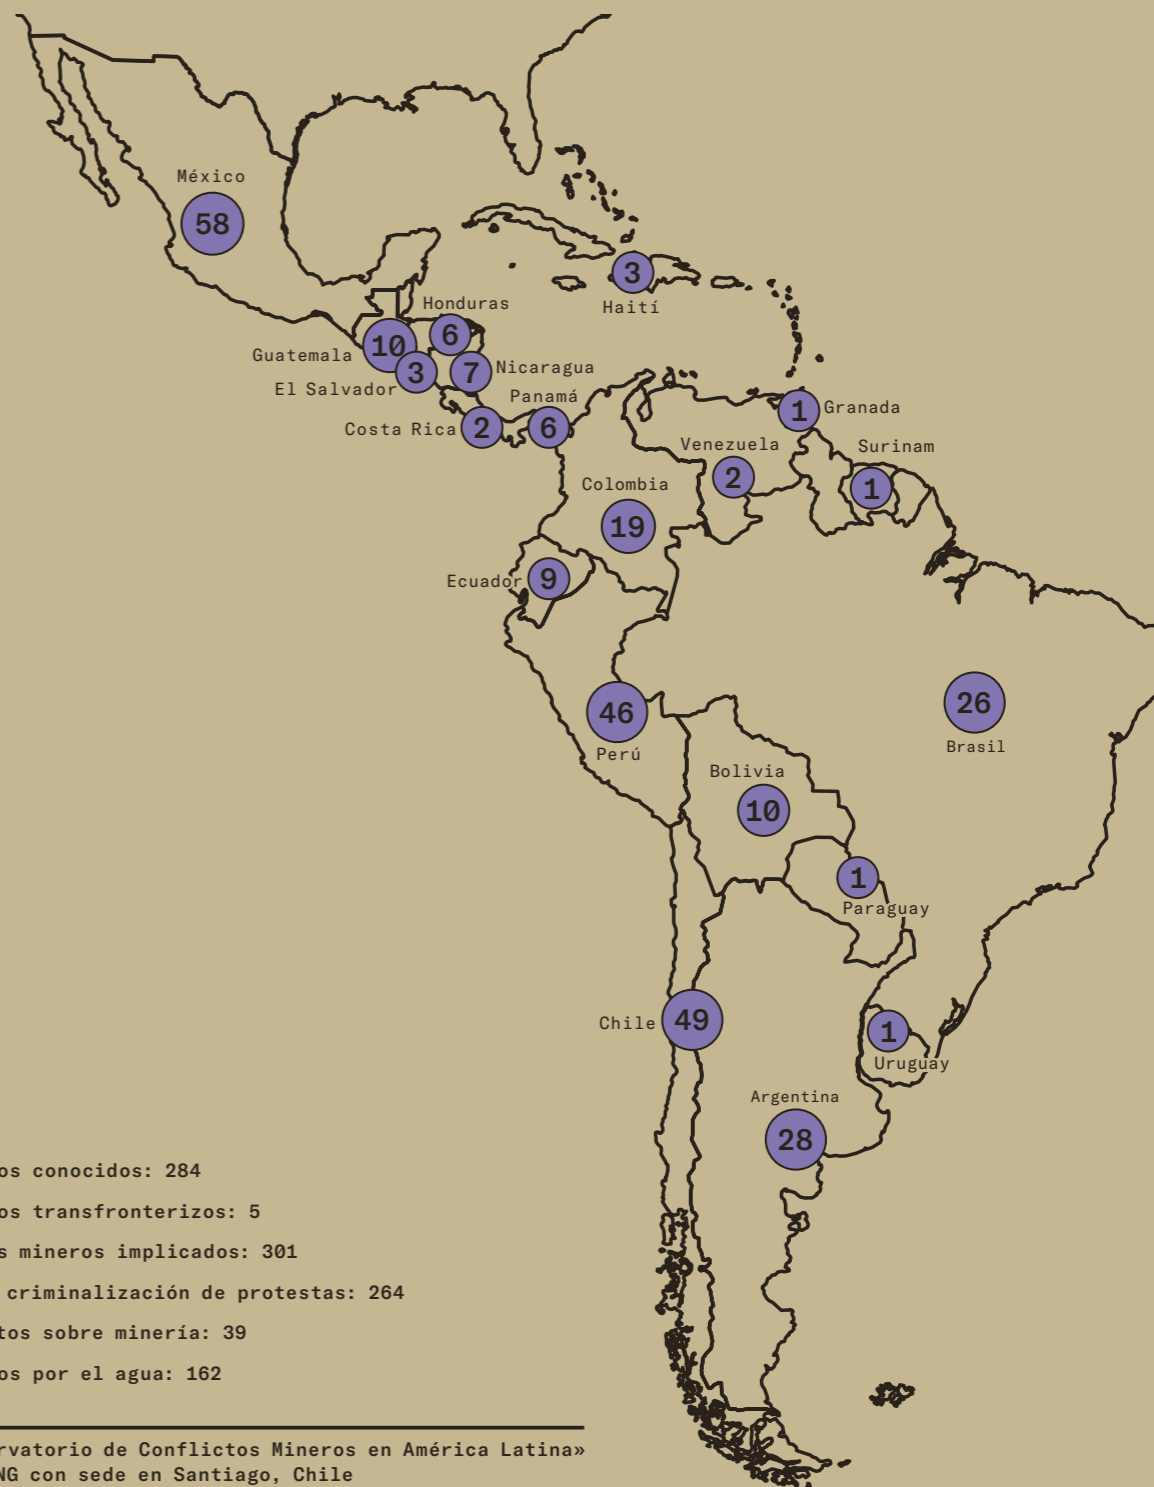 México
58
3
Haití
Honduras
6
Guatemala
10
El Salvador
3
7
Nicaragua
Panamá
6
Costa Rica
2
1
Granada
Venezuela
2
Surinam
1
Colombia
19
Ecuador
9
46
Perú
26
Brasil
Bolivia
10
1
Paraguay
Chile
49
1
Uruguay
Argentina
28
os conocidos: 284
os transfronterizos: 5
s mineros implicados: 301
criminalización de protestas: 264
tos sobre minería: 39
os por el agua: 162
rvatorio de Conflictos Mineros en América Latina»
NG con sede en Santiago, Chile